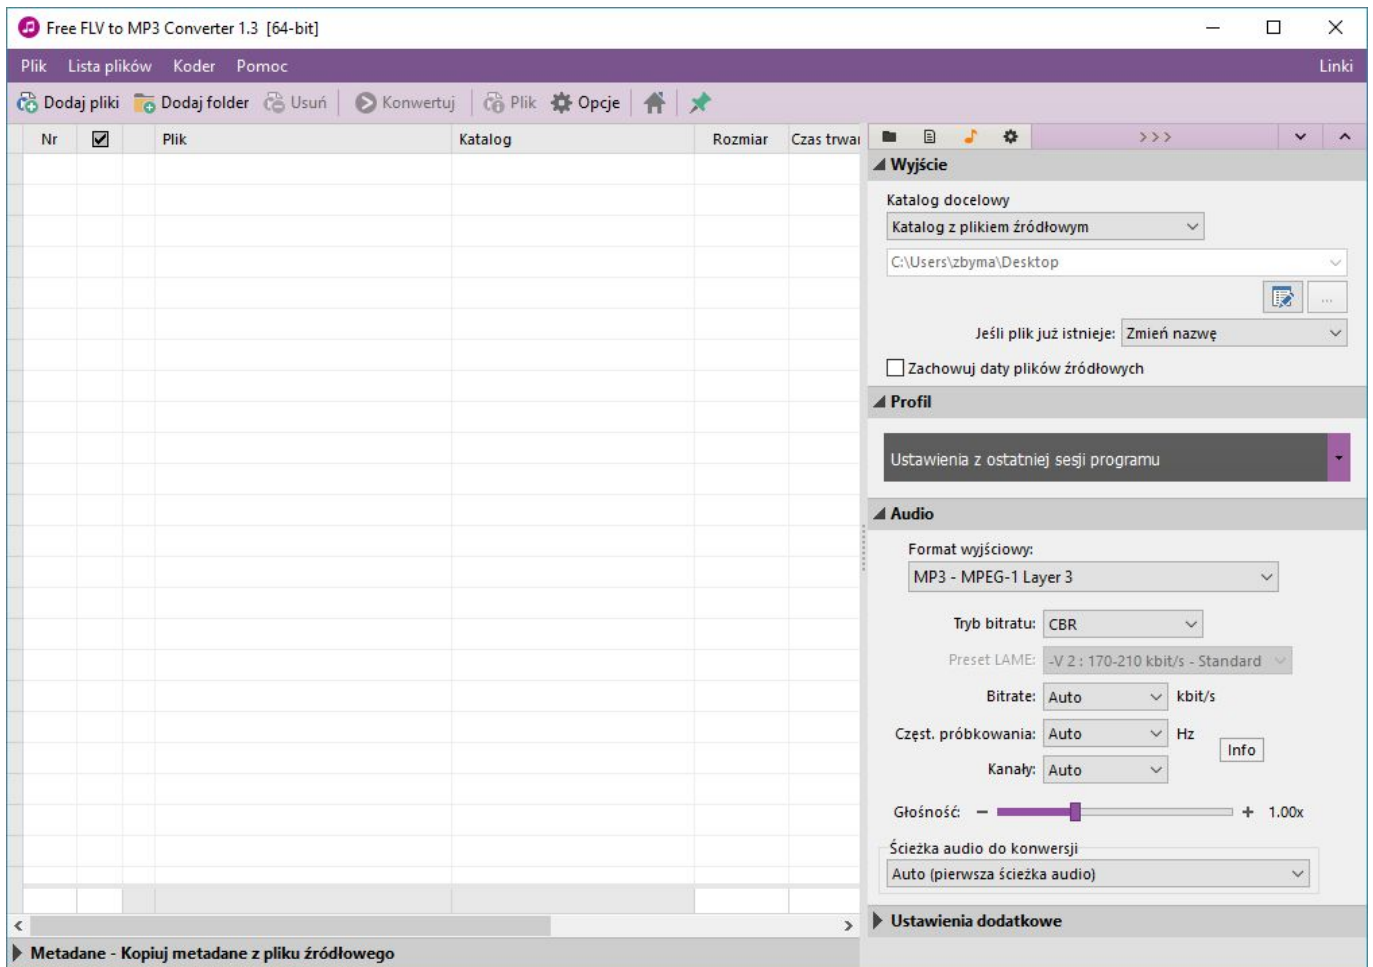 Free FLV to MP3 Converter 1.3 [64-bit]
Plik Lista plików Koder Pomoc Linki
Dodaj pliki Dodaj folder Usuń Konwertuj Plik Opcje
Nr Plik Katalog Rozmiar Czas trwa
>>>
Wyjście
Katalog docelowy
Katalog z plikiem źródłowym
C:\Users\zbyma\Desktop
...
Jeśli plik już istnieje: Zmień nazwę
Zachowuj daty plików źródłowych
Profil
Ustawienia z ostatniej sesji programu
Audio
Format wyjściowy:
MP3 - MPEG-1 Layer 3
Tryb bitratu: CBR
Preset LAME: -V 2 : 170-210 kbit/s - Standard
Bitrate: Auto kbit/s
Częst. próbkowania: Auto Hz
Info
Kanały: Auto
Głośność: − + 1.00x
Ścieżka audio do konwersji
Auto (pierwsza ścieżka audio)
Ustawienia dodatkowe
Metadane - Kopiuj metadane z pliku źródłowego